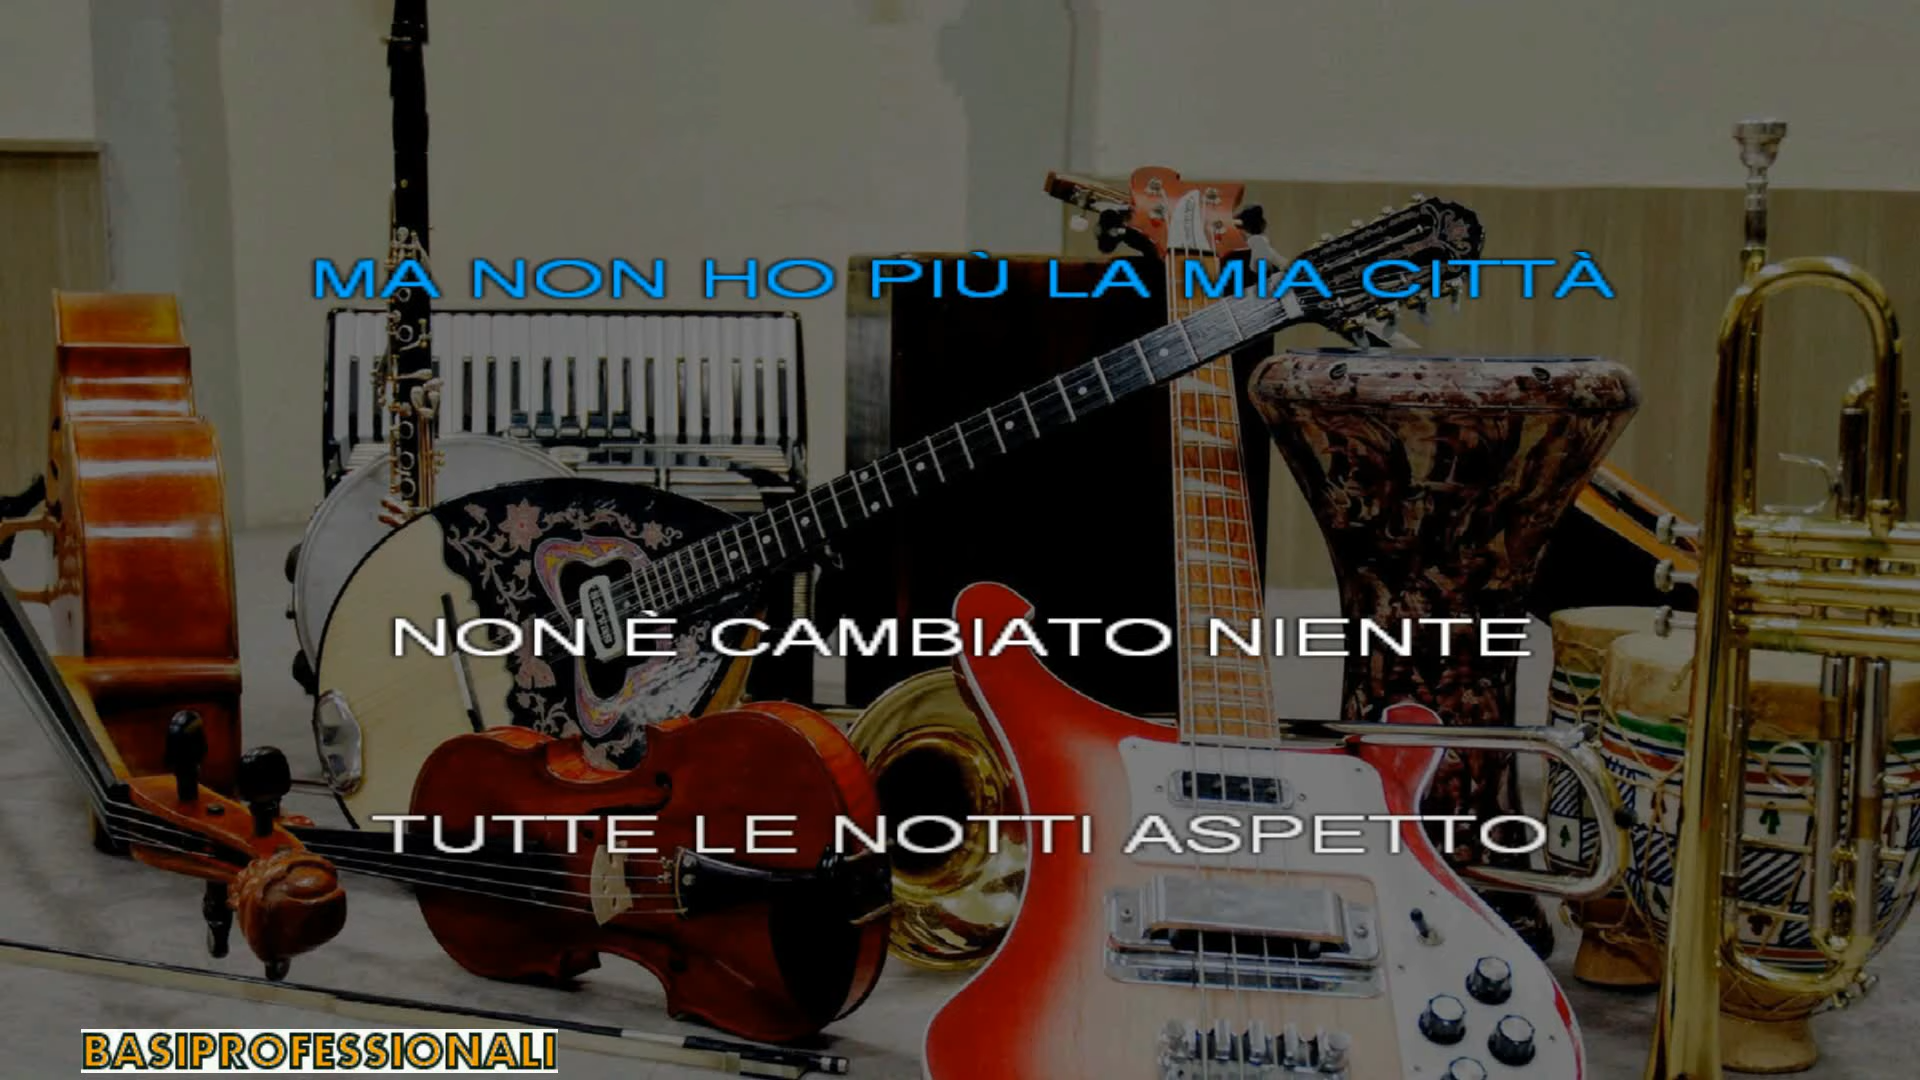 MA NON HO PIÙ LA MIA CITTÀ
NON È CAMBIATO NIENTE
TUTTE LE NOTTI ASPETTO
BASIPROFESSIONALI